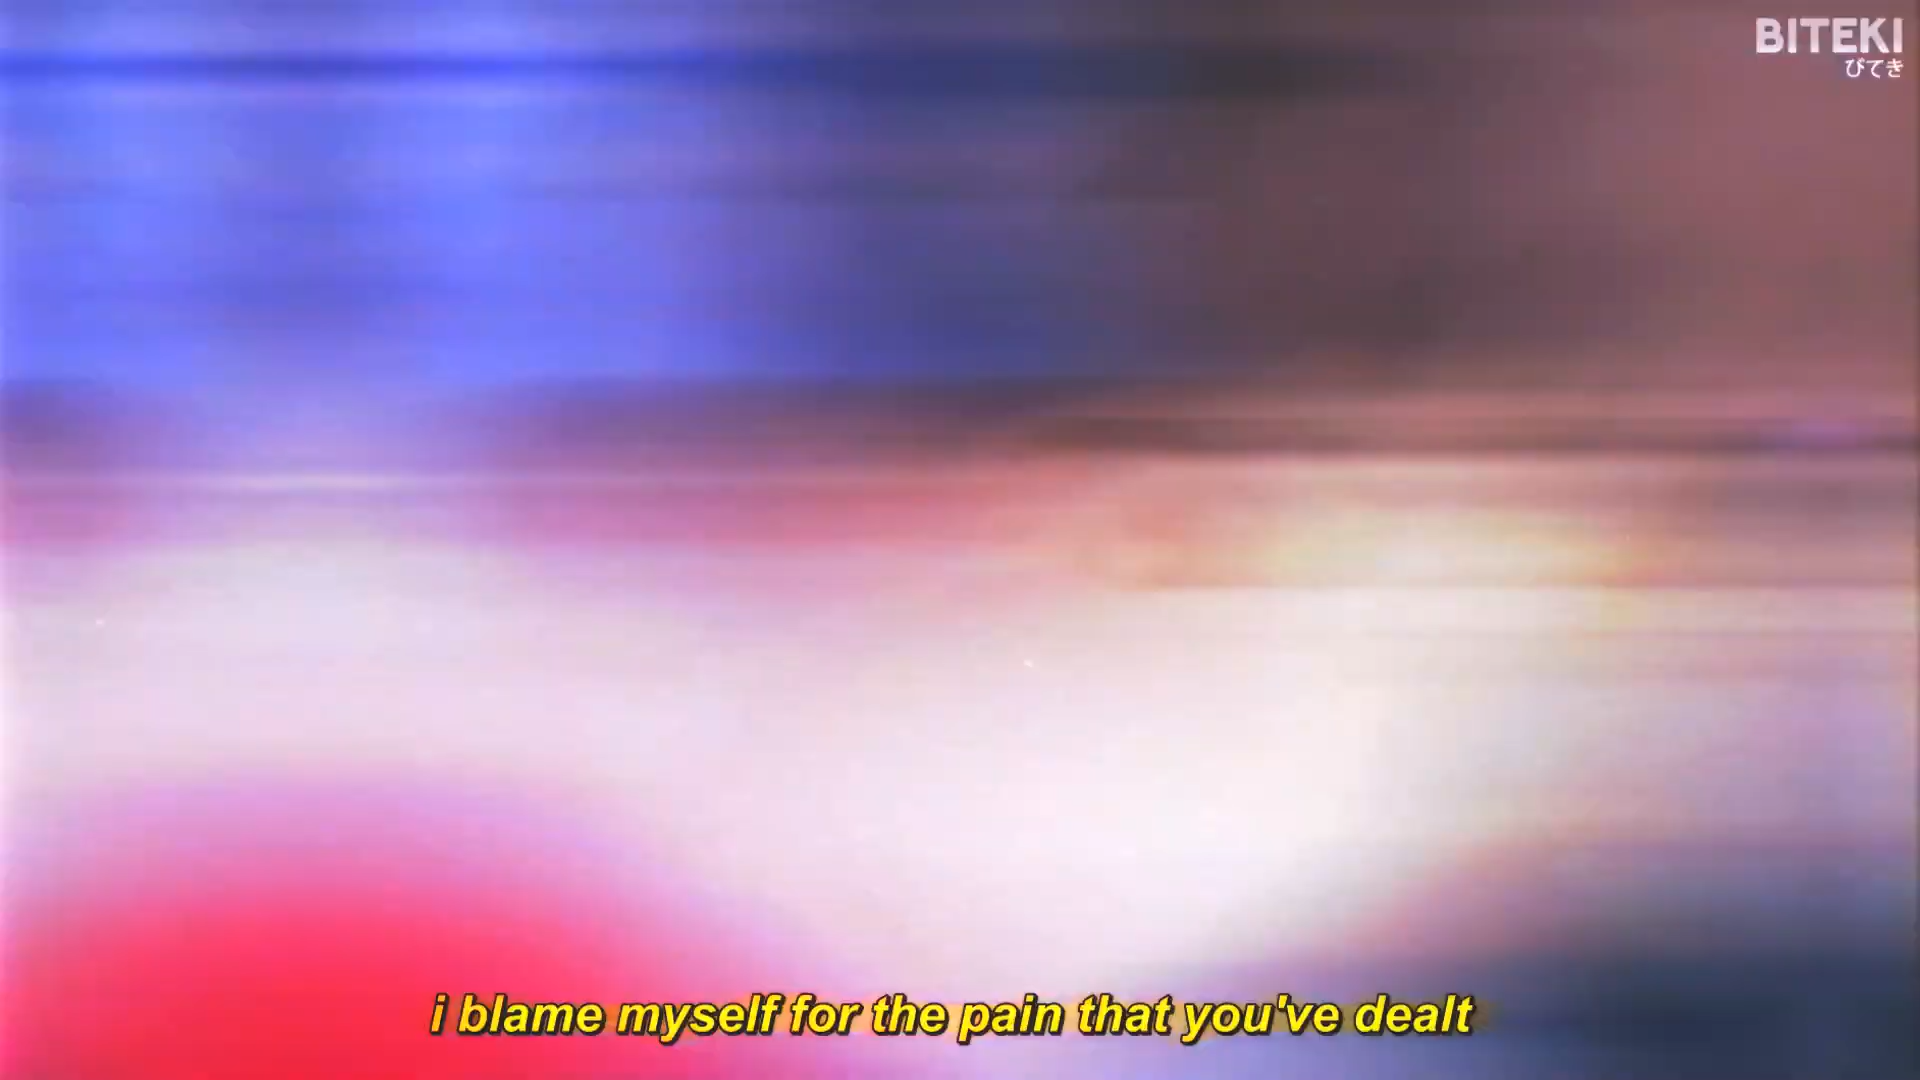 BITEKI
びてき
i blame myself for the pain that you've dealt